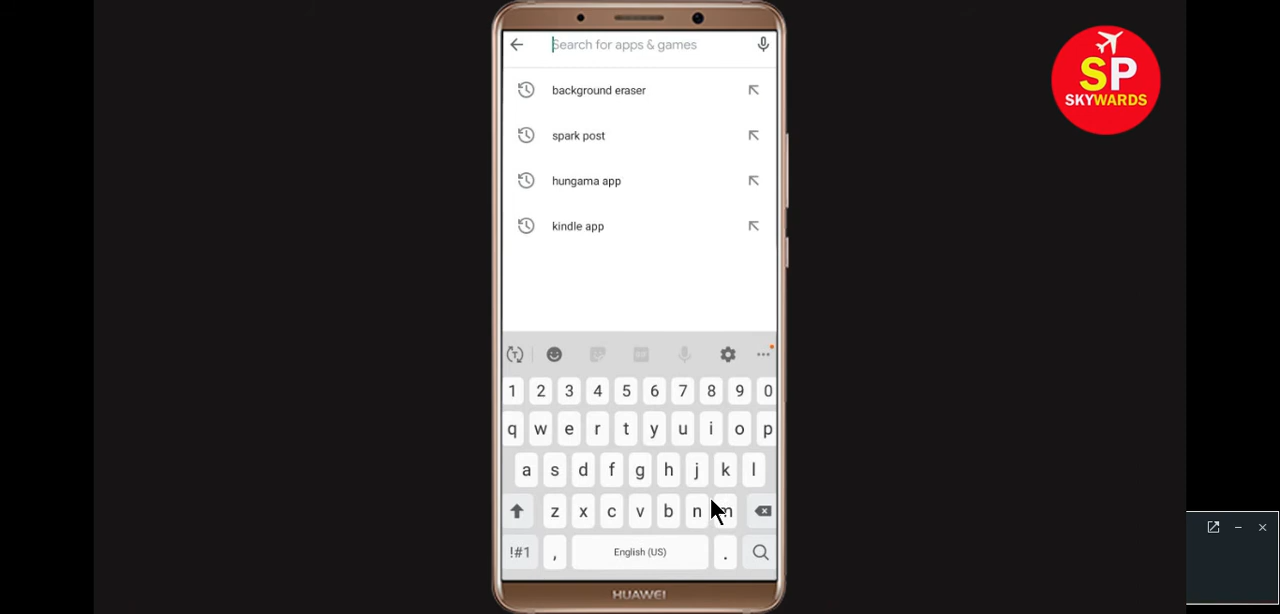 Search for apps & games
SP
SKYWARDS
background eraser
spark post
hungama app
kindle app
1 2 3 4 5 6 7 8 9 0
q w e r t y u i o p
a s d f g h j k l
z x c v b n m
!#1 , English (US) .
HUAWEI